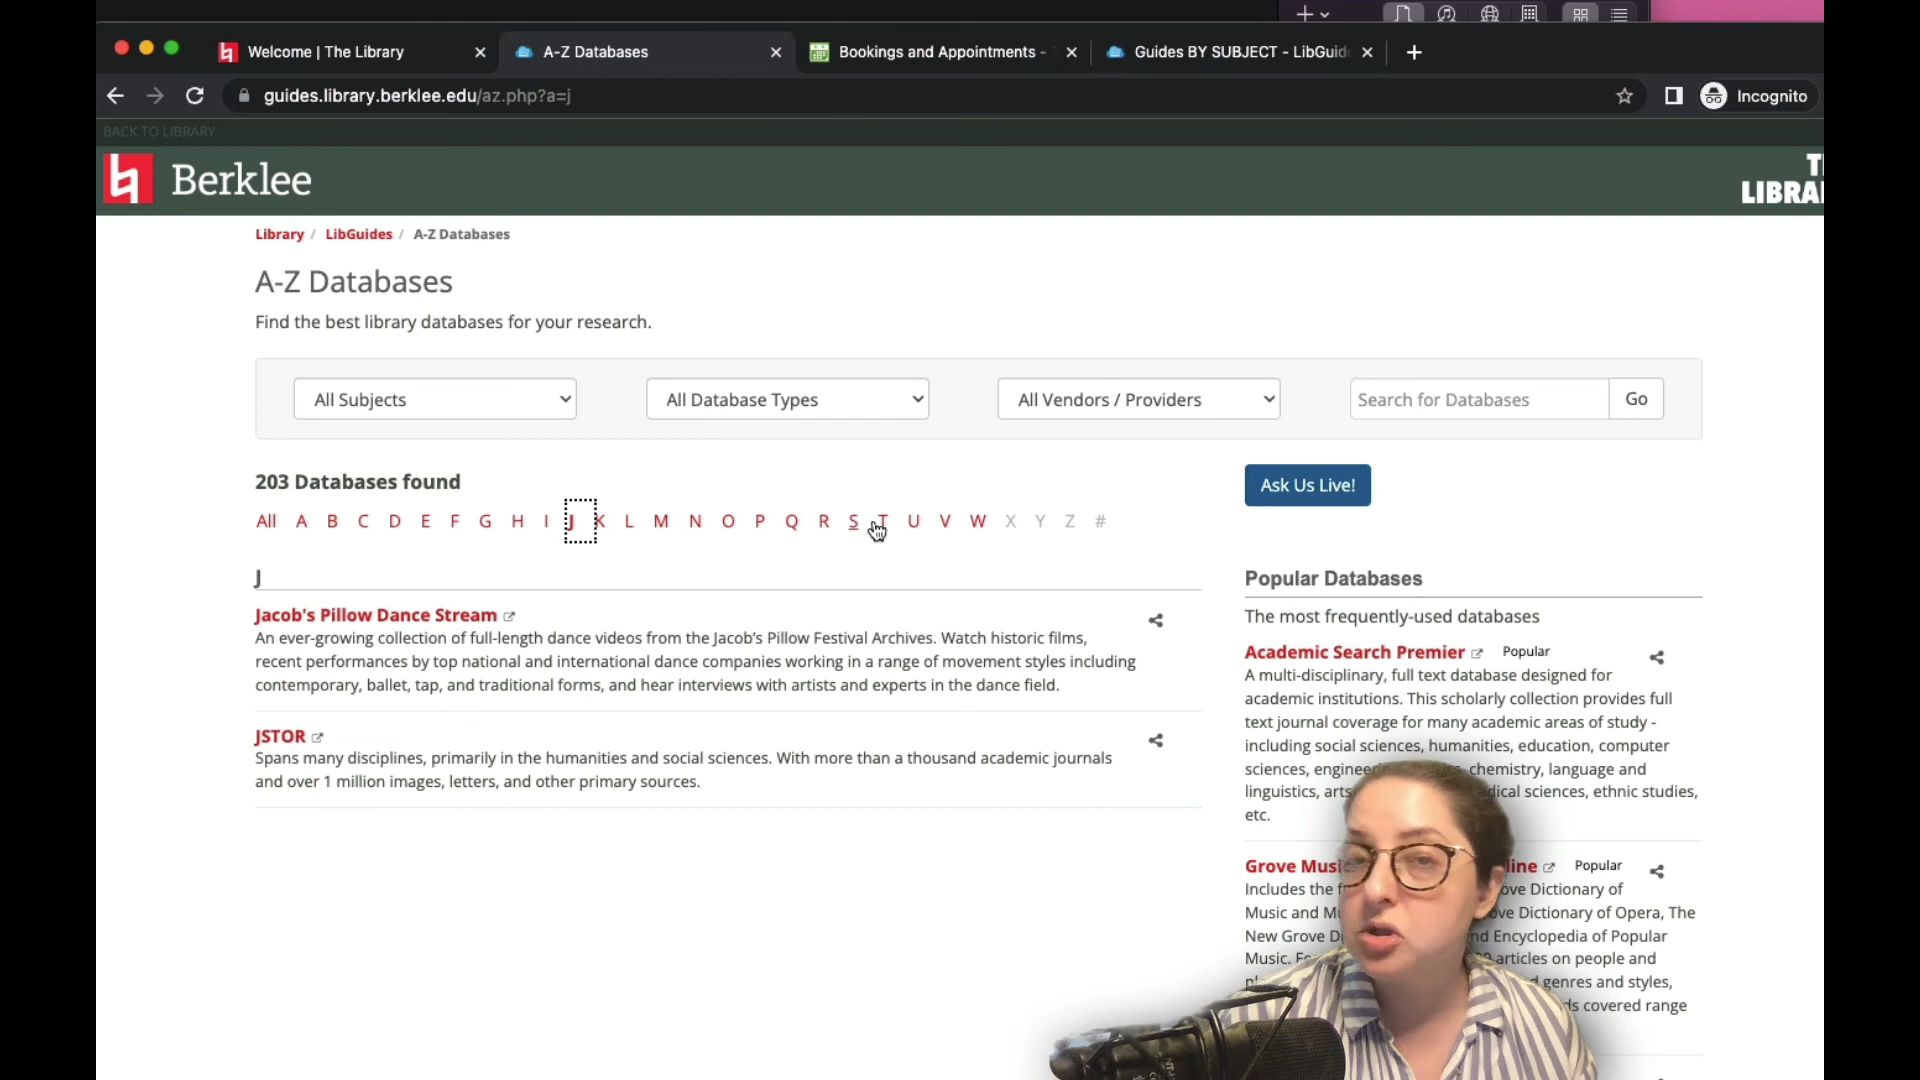 Welcome | The Library
A-Z Databases
Bookings and Appointments -
Guides BY SUBJECT - LibGuid
guides.library.berklee.edu/az.php?a=j
Incognito
BACK TO LIBRARY
Berklee
LIBRA
Library / LibGuides / A-Z Databases
A-Z Databases
Find the best library databases for your research.
All Subjects
All Database Types
All Vendors / Providers
Search for Databases
Go
203 Databases found
All A B C D E F G H I J K L M N O P Q R S T U V W X Y Z #
J
Jacob's Pillow Dance Stream
An ever-growing collection of full-length dance videos from the Jacob’s Pillow Festival Archives. Watch historic films,
recent performances by top national and international dance companies working in a range of movement styles including
contemporary, ballet, tap, and traditional forms, and hear interviews with artists and experts in the dance field.
JSTOR
Spans many disciplines, primarily in the humanities and social sciences. With more than a thousand academic journals
and over 1 million images, letters, and other primary sources.
Ask Us Live!
Popular Databases
The most frequently-used databases
Academic Search Premier Popular
A multi-disciplinary, full text database designed for
academic institutions. This scholarly collection provides full
text journal coverage for many academic areas of study -
including social sciences, humanities, education, computer
sciences, chemistry, language and
linguistics, sciences, ethnic studies,
etc.
Grove Popular
Includes the Dictionary of
Music and Dictionary of Opera, The
New Grove Encyclopedia of Popular
Music. articles on people and
genres and styles,
covered range